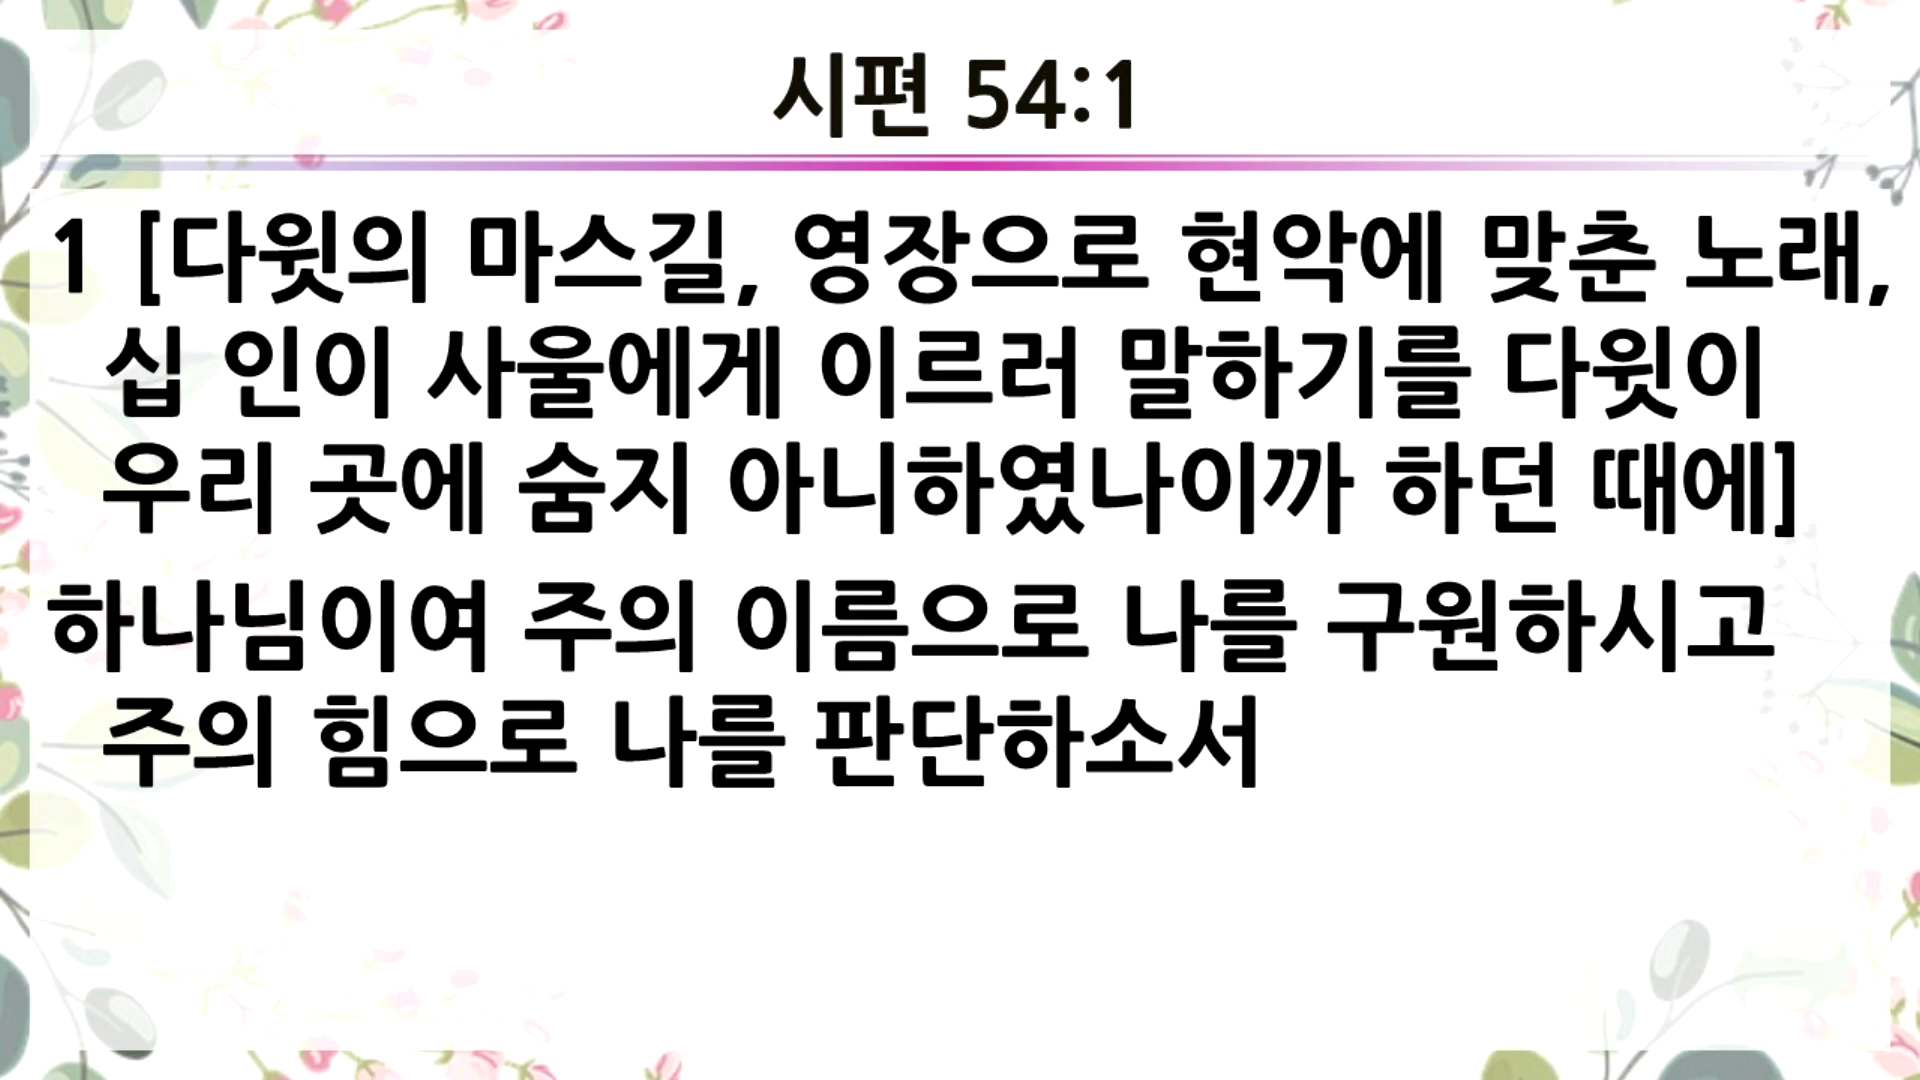 시편 54:1
1 [다윗의 마스길, 영장으로 현악에 맞춘 노래,
십 인이 사울에게 이르러 말하기를 다윗이
우리 곳에 숨지 아니하였나이까 하던 때에]
하나님이여 주의 이름으로 나를 구원하시고
주의 힘으로 나를 판단하소서